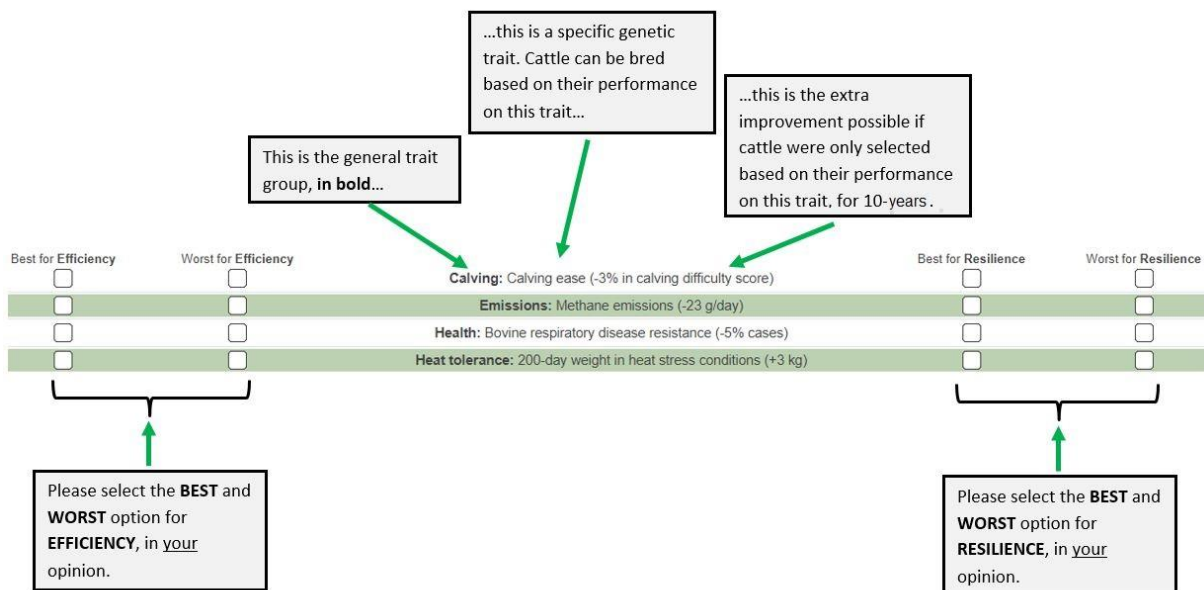 ...this is a specific genetic
trait. Cattle can be bred
based on their performance
on this trait...
...this is the extra
improvement possible if
cattle were only selected
based on their performance
on this trait, for 10-years.
This is the general trait
group, in bold...
Best for Efficiency
Worst for Efficiency
Best for Resilience
Worst for Resilience
Calving: Calving ease (-3% in calving difficulty score)
Emissions: Methane emissions (-23 g/day)
Health: Bovine respiratory disease resistance (-5% cases)
Heat tolerance: 200-day weight in heat stress conditions (+3 kg)
Please select the BEST and
WORST option for
EFFICIENCY, in your
opinion.
Please select the BEST and
WORST option for
RESILIENCE, in your
opinion.